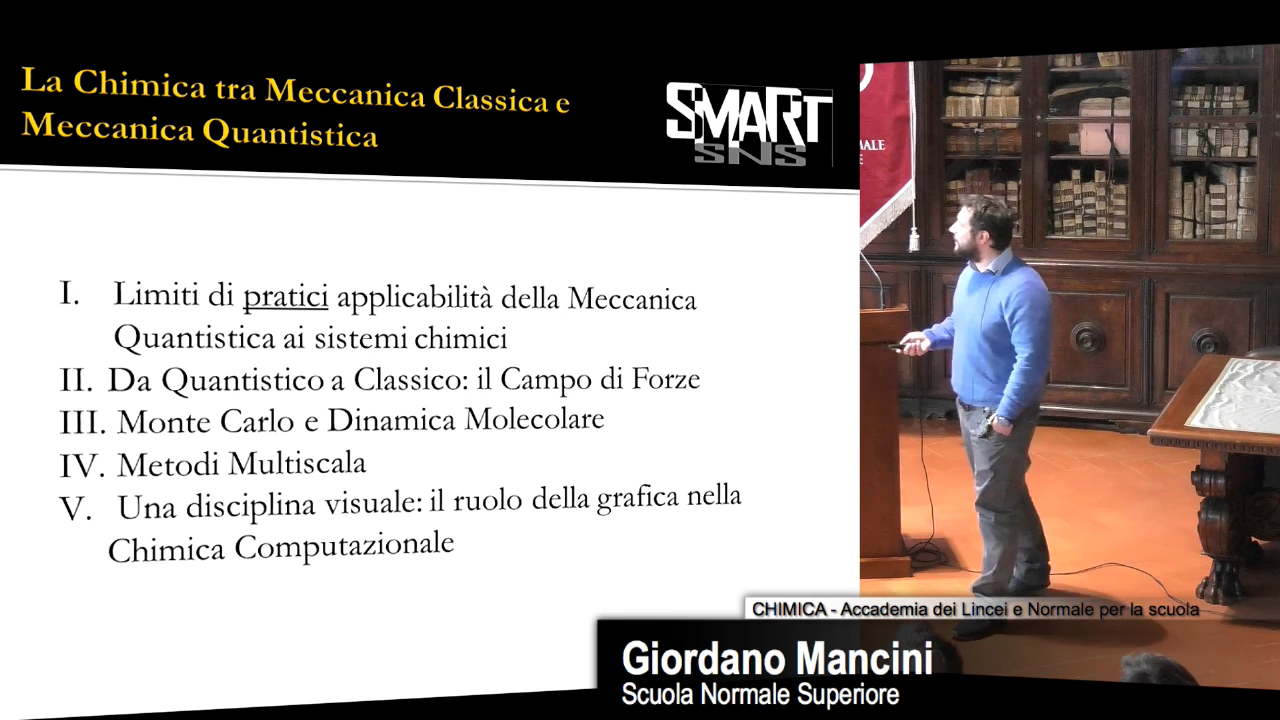 La Chimica tra Meccanica Classica e
Meccanica Quantistica
SMART
SNS
I. Limiti di pratici applicabilità della Meccanica
Quantistica ai sistemi chimici
II. Da Quantistico a Classico: il Campo di Forze
III. Monte Carlo e Dinamica Molecolare
IV. Metodi Multiscala
V. Una disciplina visuale: il ruolo della grafica nella
Chimica Computazionale
CHIMICA - Accademia dei Lincei e Normale per la scuola
Giordano Mancini
Scuola Normale Superiore